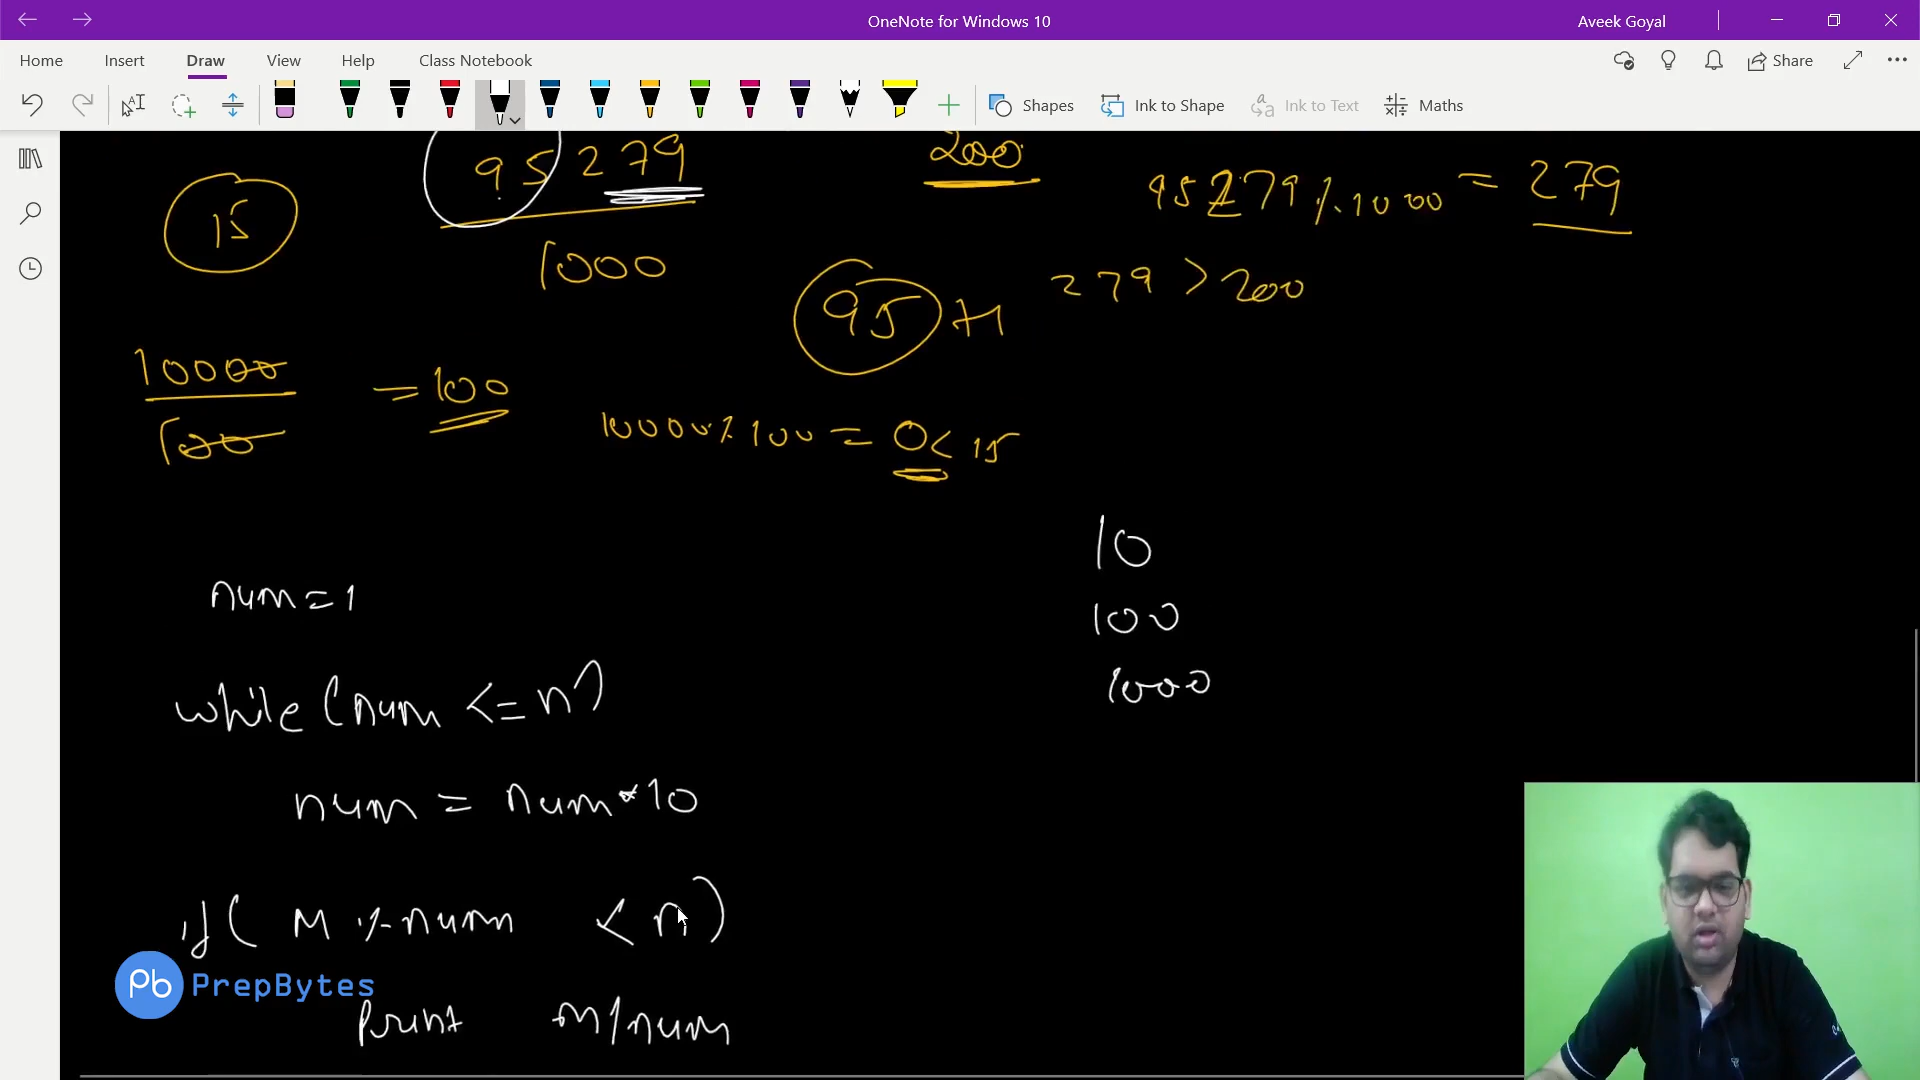 OneNote for Windows 10
Aveek Goyal
Home Insert Draw View Help Class Notebook
Share
Shapes Ink to Shape Ink to Text Maths
95279
200
95279 % 1000 = 279
15
1000
95 +1
279 > 200
10000
= 100
100
10000 % 100 = 0 < 15
10
num = 1
100
1000
while (num <= n)
num = num * 10
if ( M % num < n)
Pb PrepBytes
Print m/num